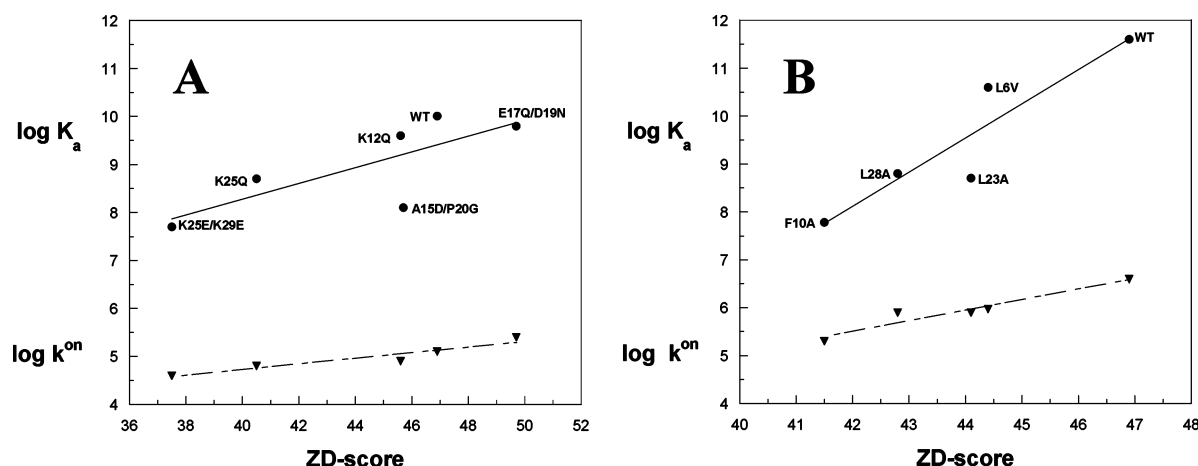 A
log Kₐ
log kᵒⁿ
12
11
10
9
8
7
6
5
4
WT
E17Q/D19N
K12Q
K25Q
A15D/P20G
K25E/K29E
36 38 40 42 44 46 48 50 52
ZD-score
B
log Kₐ
log kᵒⁿ
12
11
10
9
8
7
6
5
4
WT
L6V
L28A
L23A
F10A
40 41 42 43 44 45 46 47 48
ZD-score